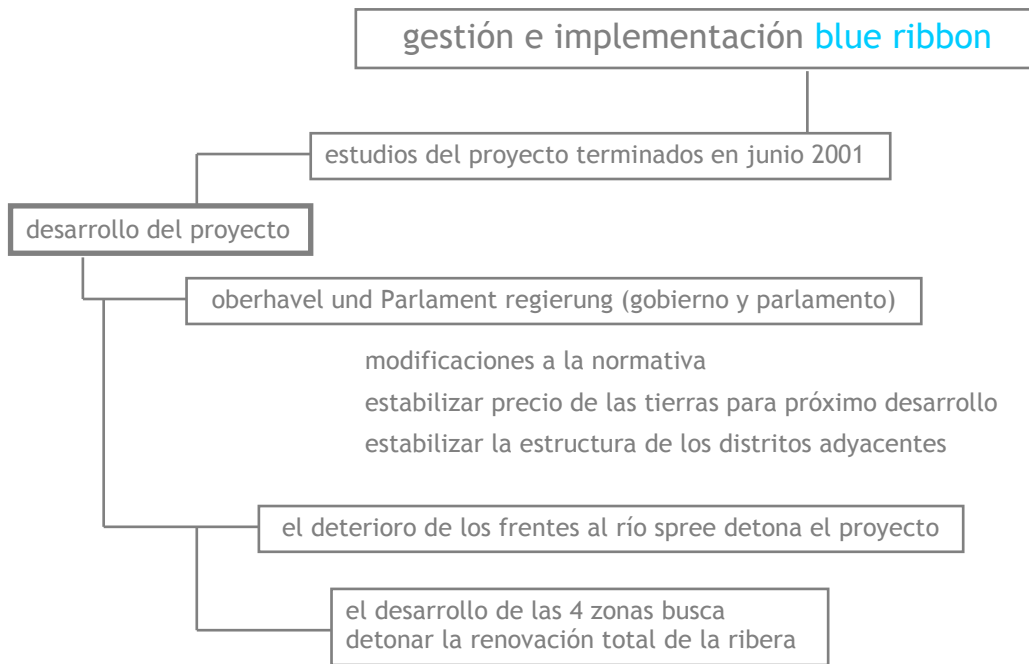 gestión e implementación blue ribbon
estudios del proyecto terminados en junio 2001
desarrollo del proyecto
oberhavel und Parlament regierung (gobierno y parlamento)
modificaciones a la normativa
estabilizar precio de las tierras para próximo desarrollo
estabilizar la estructura de los distritos adyacentes
el deterioro de los frentes al río spree detona el proyecto
el desarrollo de las 4 zonas busca
detonar la renovación total de la ribera